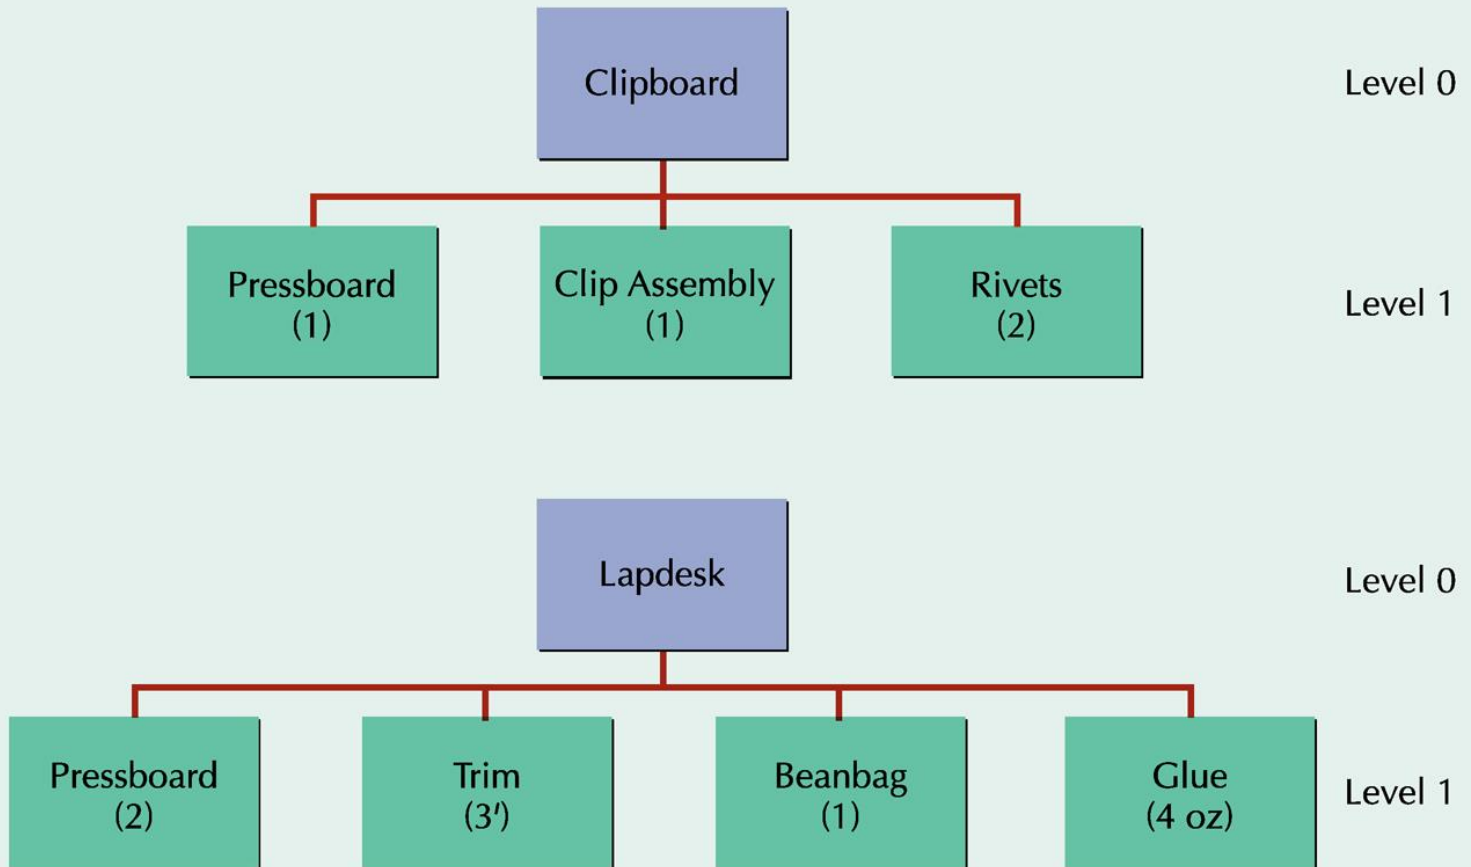 Clipboard
Level 0
Pressboard
(1)
Clip Assembly
(1)
Rivets
(2)
Level 1
Lapdesk
Level 0
Pressboard
(2)
Trim
(3′)
Beanbag
(1)
Glue
(4 oz)
Level 1